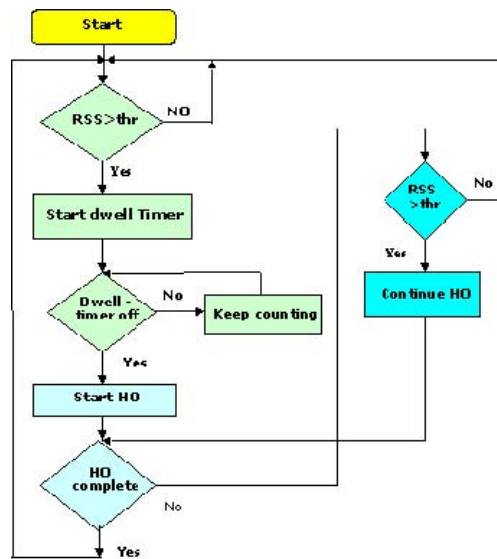 Start
RSS>thr
NO
Yes
Start dwell Timer
Dwell -
timer off
No
Keep counting
Yes
Start HO
HO
complete
No
Yes
RSS
>thr
No
Yes
Continue HO